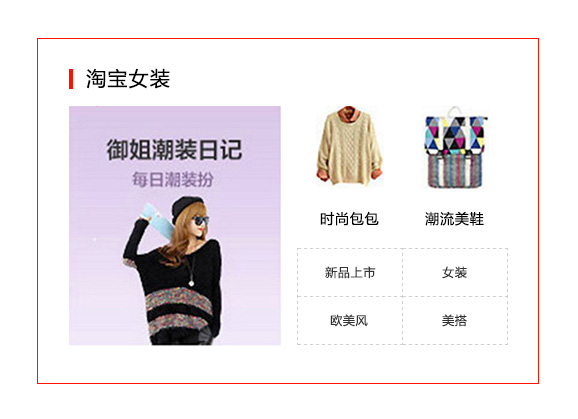 淘宝女装
御姐潮装日记
每日潮装扮
时尚包包
潮流美鞋
新品上市
女装
欧美风
美搭